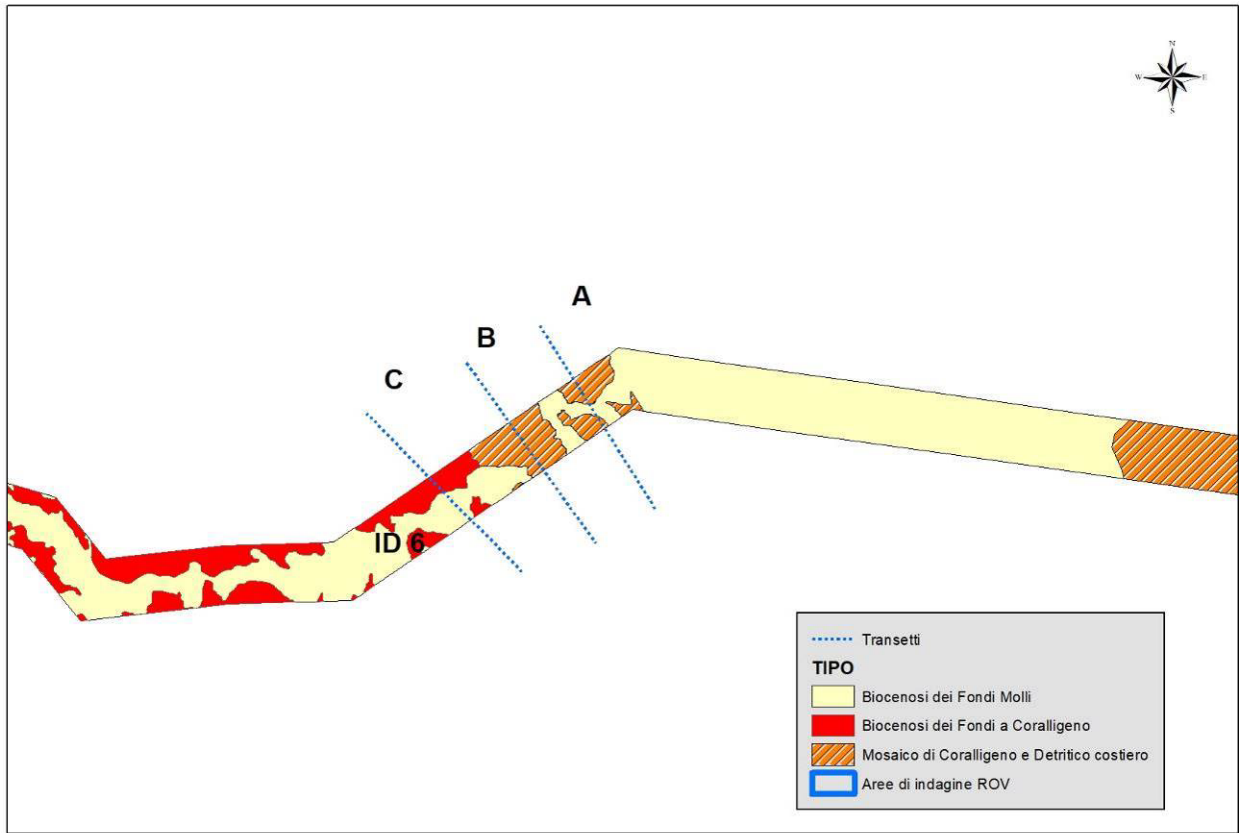 N
W E
S
A
B
C
ID 6
Transetti
TIPO
Biocenosi dei Fondi Molli
Biocenosi dei Fondi a Coralligeno
Mosaico di Coralligeno e Detritico costiero
Aree di indagine ROV